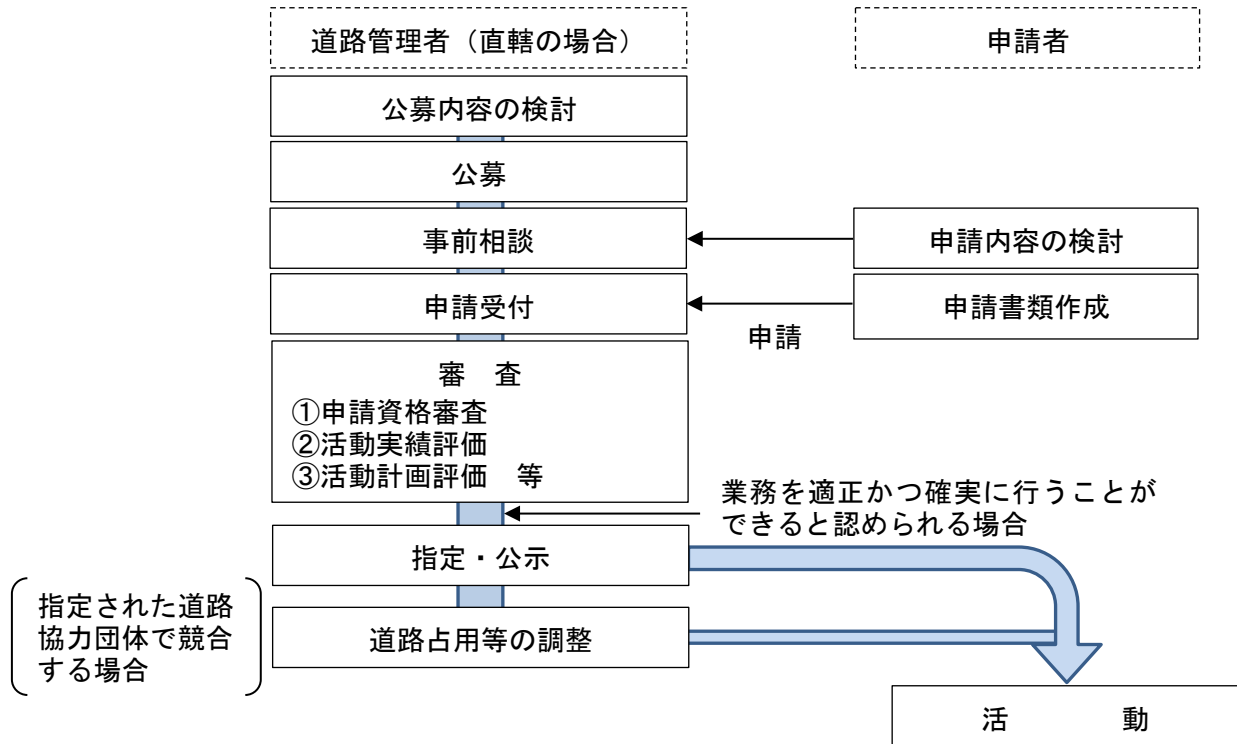 道路管理者（直轄の場合）
申請者
公募内容の検討
公募
事前相談
申請内容の検討
申請受付
申請書類作成
申請
審　査
①申請資格審査
②活動実績評価
③活動計画評価　等
業務を適正かつ確実に行うことが
できると認められる場合
指定・公示
指定された道路
協力団体で競合
する場合
道路占用等の調整
活　　　動